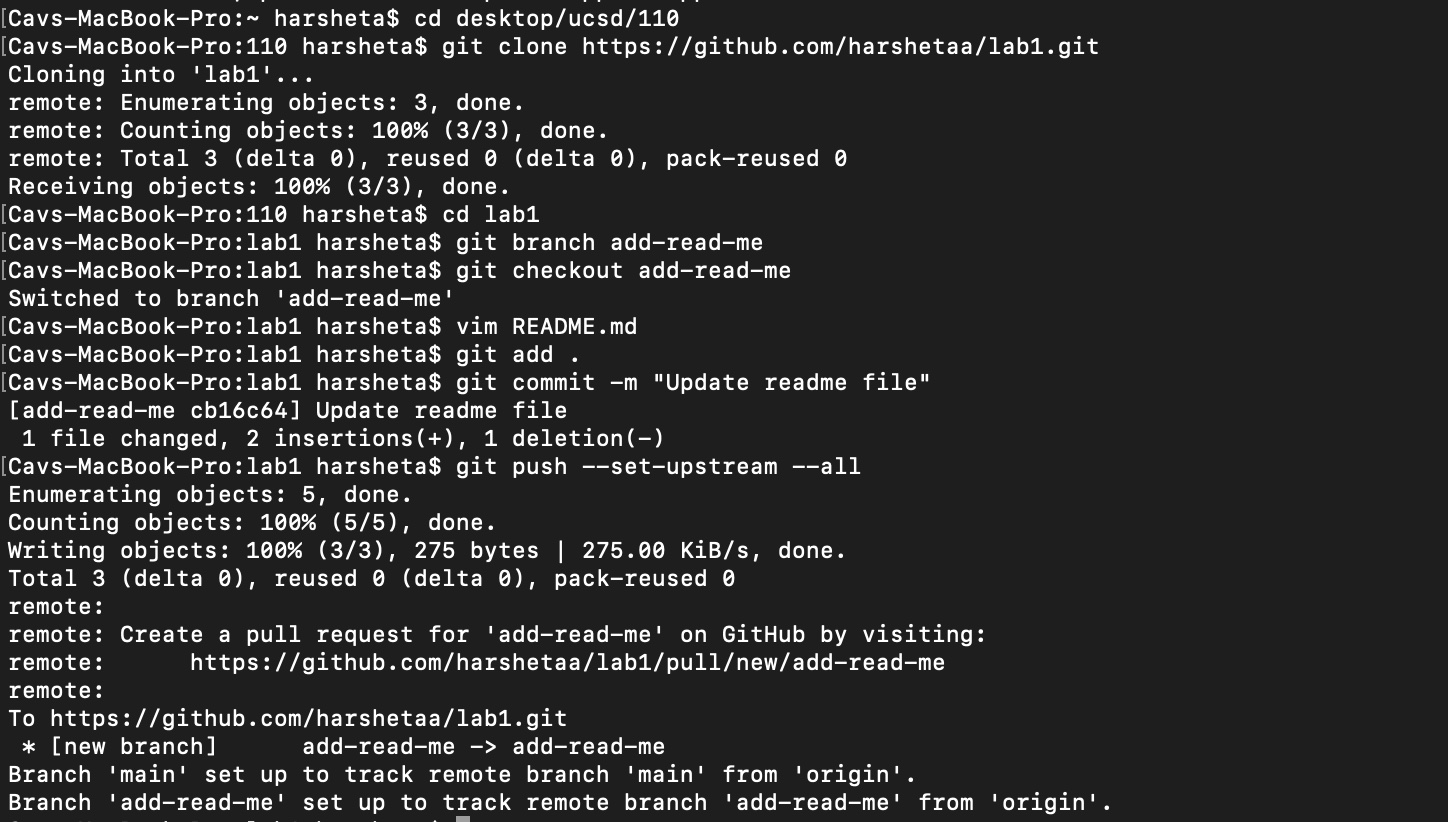 [Cavs-MacBook-Pro:~ harsheta$ cd desktop/ucsd/110
[Cavs-MacBook-Pro:110 harsheta$ git clone https://github.com/harshetaa/lab1.git
Cloning into 'lab1'...
remote: Enumerating objects: 3, done.
remote: Counting objects: 100% (3/3), done.
remote: Total 3 (delta 0), reused 0 (delta 0), pack-reused 0
Receiving objects: 100% (3/3), done.
[Cavs-MacBook-Pro:110 harsheta$ cd lab1
[Cavs-MacBook-Pro:lab1 harsheta$ git branch add-read-me
[Cavs-MacBook-Pro:lab1 harsheta$ git checkout add-read-me
Switched to branch 'add-read-me'
[Cavs-MacBook-Pro:lab1 harsheta$ vim README.md
[Cavs-MacBook-Pro:lab1 harsheta$ git add .
[Cavs-MacBook-Pro:lab1 harsheta$ git commit -m "Update readme file"
[add-read-me cb16c64] Update readme file
 1 file changed, 2 insertions(+), 1 deletion(-)
[Cavs-MacBook-Pro:lab1 harsheta$ git push --set-upstream --all
Enumerating objects: 5, done.
Counting objects: 100% (5/5), done.
Writing objects: 100% (3/3), 275 bytes | 275.00 KiB/s, done.
Total 3 (delta 0), reused 0 (delta 0), pack-reused 0
remote:
remote: Create a pull request for 'add-read-me' on GitHub by visiting:
remote:      https://github.com/harshetaa/lab1/pull/new/add-read-me
remote:
To https://github.com/harshetaa/lab1.git
 * [new branch]      add-read-me -> add-read-me
Branch 'main' set up to track remote branch 'main' from 'origin'.
Branch 'add-read-me' set up to track remote branch 'add-read-me' from 'origin'.